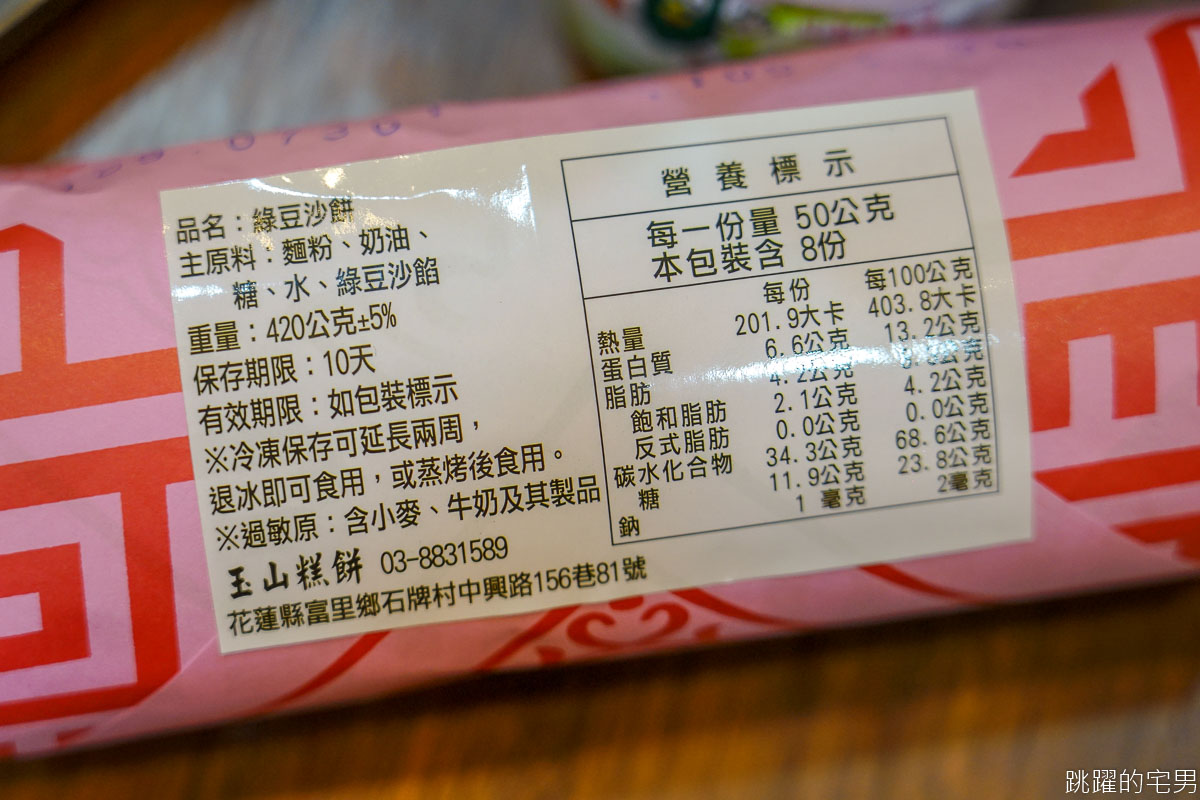 品名：綠豆沙餅
主原料：麵粉、奶油、
糖、水、綠豆沙餡
重量：420公克±5%
保存期限：10天
有效期限：如包裝標示
※冷凍保存可延長兩周，
退冰即可食用，或蒸烤後食用。
※過敏原：含小麥、牛奶及其製品
玉山糕餅 03-8831589
花蓮縣富里鄉石牌村中興路156巷81號
營養標示
每一份量 50公克
本包裝含 8份
每份 每100公克
熱量 201.9大卡 403.8大卡
蛋白質 6.6公克 13.2公克
脂肪 4.2公克
飽和脂肪 2.1公克 4.2公克
反式脂肪 0.0公克 0.0公克
碳水化合物 34.3公克 68.6公克
糖 11.9公克 23.8公克
鈉 1 毫克 2毫克
跳躍的宅男